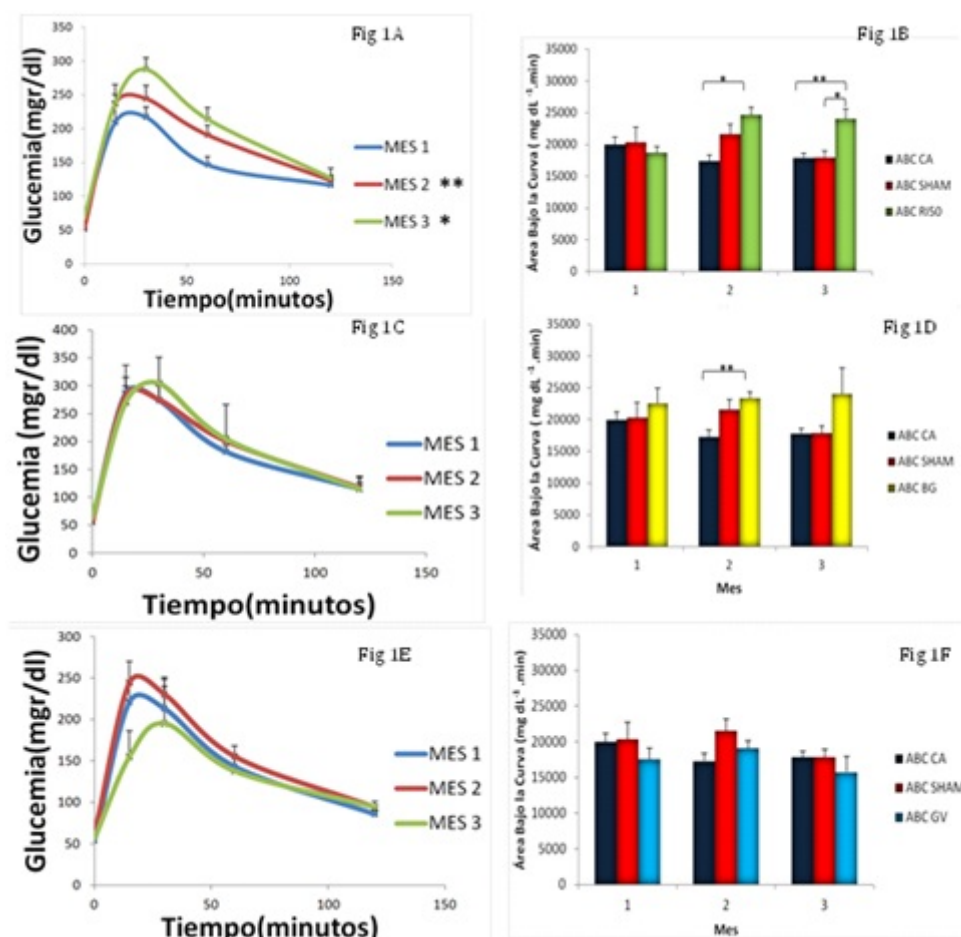 Fig 1A
Glucemia(mgr/dl)
350
300
250
200
150
100
50
0
MES 1
MES 2 **
MES 3 *
0 50 100 150
Tiempo(minutos)
Fig 1B
Área Bajo la Curva ( mg dL -1 .min)
35000
30000
25000
20000
15000
10000
5000
0
* ** *
ABC CA
ABC SHAM
ABC RISO
1 2 3
Fig 1C
Glucemia (mgr/dl)
400
350
300
250
200
150
100
50
0
MES 1
MES 2
MES 3
0 50 100 150
Tiempo(minutos)
Fig 1D
Área Bajo la Curva ( mg dL -1 .min)
35000
30000
25000
20000
15000
10000
5000
0
**
ABC CA
ABC SHAM
ABC BG
1 2 3
Mes
Fig 1E
Glucemia(mgr/dl)
300
250
200
150
100
50
0
MES 1
MES 2
MES 3
0 50 100 150
Tiempo(minutos)
Fig 1F
Área Bajo la Curva ( mg dL -1 .min)
35000
30000
25000
20000
15000
10000
5000
0
ABC CA
ABC SHAM
ABC GV
1 2 3
Mes